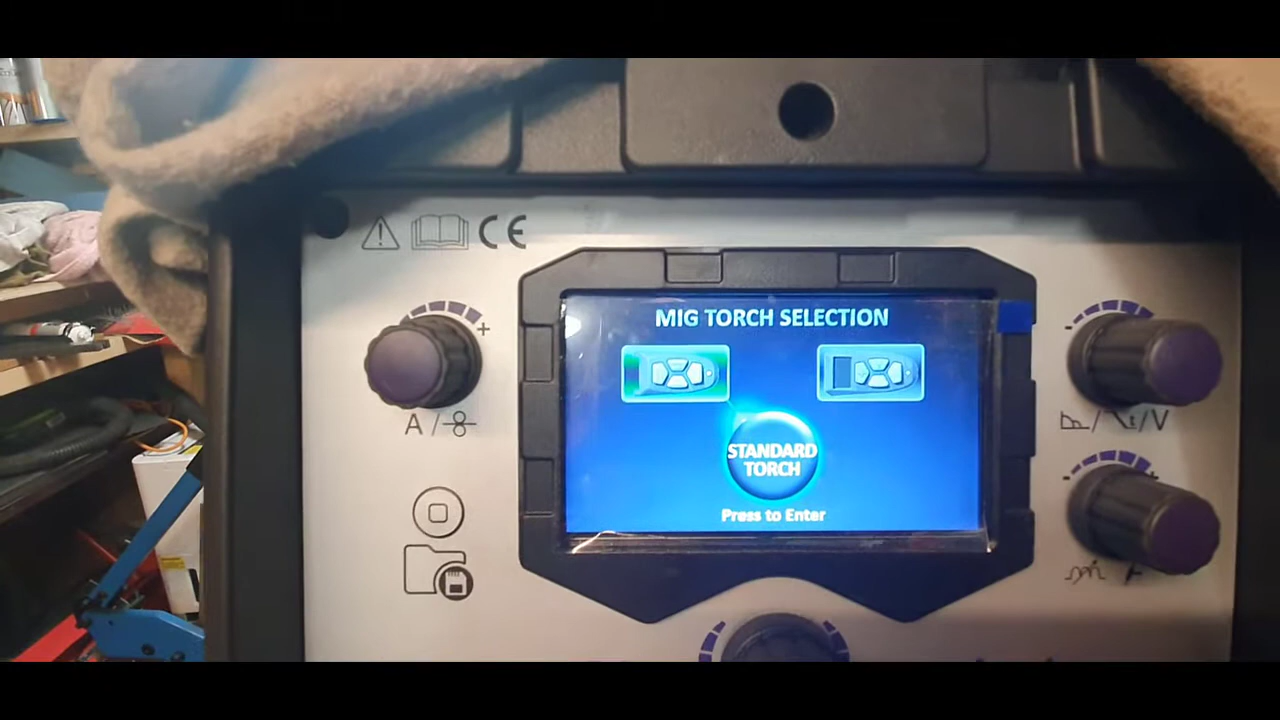 CE
MIG TORCH SELECTION
- +
A /
STANDARD
TORCH
Press to Enter
-
/ t / V
- +